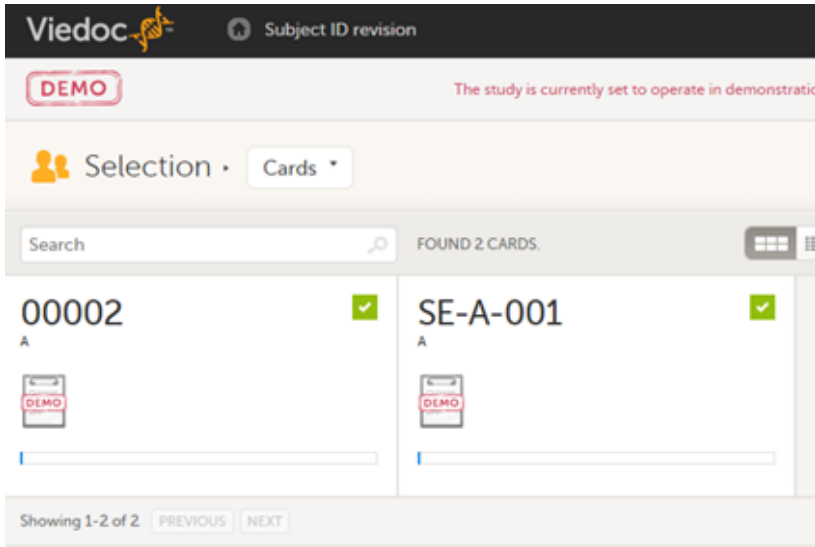 Viedoc Subject ID revision
DEMO The study is currently set to operate in
Selection Cards
Search FOUND 2 CARDS.
00002 SE-A-001
A A
DEMO DEMO
Showing 1-2 of 2 PREVIOUS NEXT